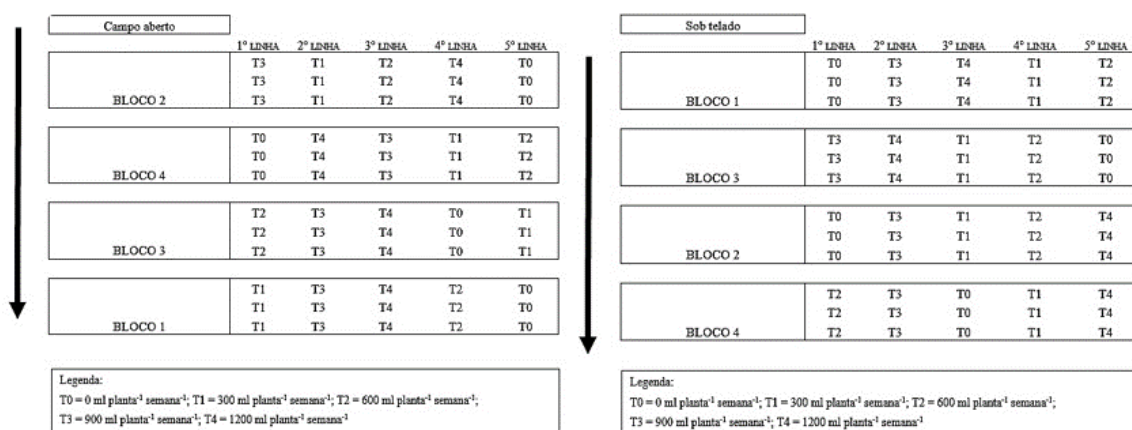 Campo aberto
1º LINHA 2º LINHA 3º LINHA 4º LINHA 5º LINHA
T3 T1 T2 T4 T0
T3 T1 T2 T4 T0
BLOCO 2 T3 T1 T2 T4 T0
T0 T4 T3 T1 T2
T0 T4 T3 T1 T2
BLOCO 4 T0 T4 T3 T1 T2
T2 T3 T4 T0 T1
T2 T3 T4 T0 T1
BLOCO 3 T2 T3 T4 T0 T1
T1 T3 T4 T2 T0
T1 T3 T4 T2 T0
BLOCO 1 T1 T3 T4 T2 T0
Legenda:
T0 = 0 ml planta⁻¹ semana⁻¹; T1 = 300 ml planta⁻¹ semana⁻¹; T2 = 600 ml planta⁻¹ semana⁻¹;
T3 = 900 ml planta⁻¹ semana⁻¹; T4 = 1200 ml planta⁻¹ semana⁻¹
Sob telado
1º LINHA 2º LINHA 3º LINHA 4º LINHA 5º LINHA
T0 T3 T4 T1 T2
T0 T3 T4 T1 T2
BLOCO 1 T0 T3 T4 T1 T2
T3 T4 T1 T2 T0
T3 T4 T1 T2 T0
BLOCO 3 T3 T4 T1 T2 T0
T0 T3 T1 T2 T4
T0 T3 T1 T2 T4
BLOCO 2 T0 T3 T1 T2 T4
T2 T3 T0 T1 T4
T2 T3 T0 T1 T4
BLOCO 4 T2 T3 T0 T1 T4
Legenda:
T0 = 0 ml planta⁻¹ semana⁻¹; T1 = 300 ml planta⁻¹ semana⁻¹; T2 = 600 ml planta⁻¹ semana⁻¹;
T3 = 900 ml planta⁻¹ semana⁻¹; T4 = 1200 ml planta⁻¹ semana⁻¹